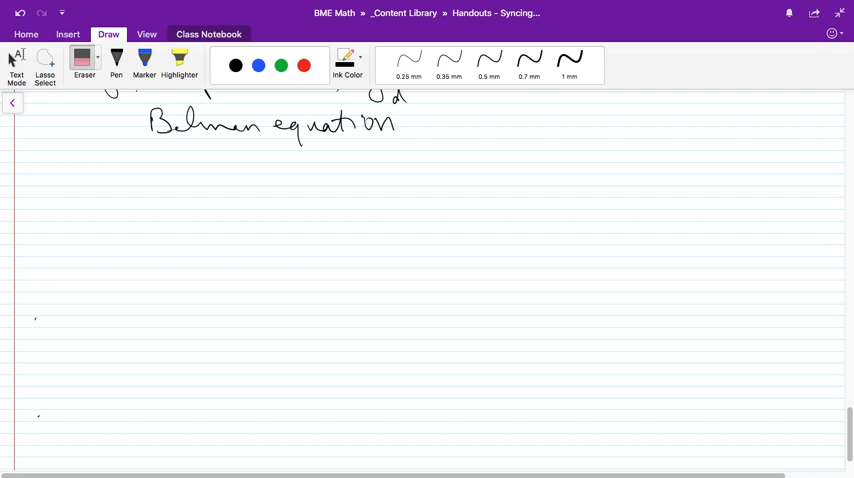 BME Math » _Content Library » Handouts - Syncing...
Home Insert Draw View Class Notebook
Text Mode Lasso Select Eraser Pen Marker Highlighter Ink Color 0.25 mm 0.35 mm 0.5 mm 0.7 mm 1 mm
Belman equation